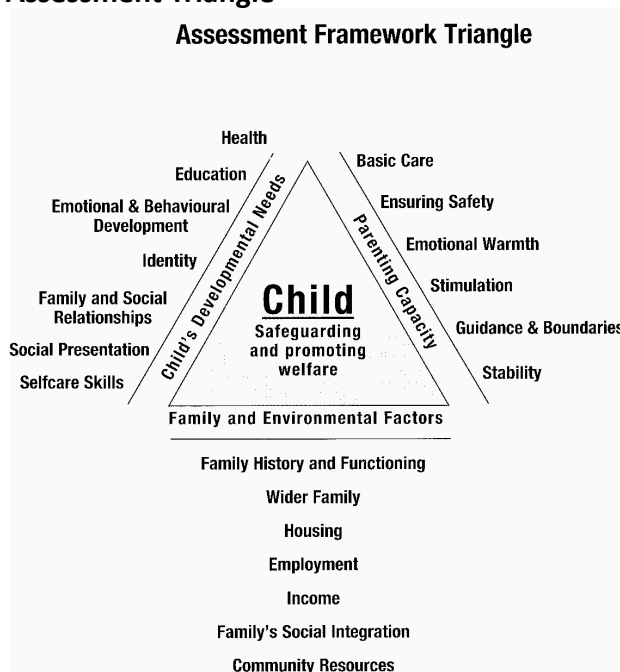 Assessment Triangle
Assessment Framework Triangle
Health
Education
Emotional & Behavioural
Development
Identity
Family and Social
Relationships
Social Presentation
Selfcare Skills
Child's Developmental Needs
Child
Safeguarding
and promoting
welfare
Parenting Capacity
Basic Care
Ensuring Safety
Emotional Warmth
Stimulation
Guidance & Boundaries
Stability
Family and Environmental Factors
Family History and Functioning
Wider Family
Housing
Employment
Income
Family's Social Integration
Community Resources